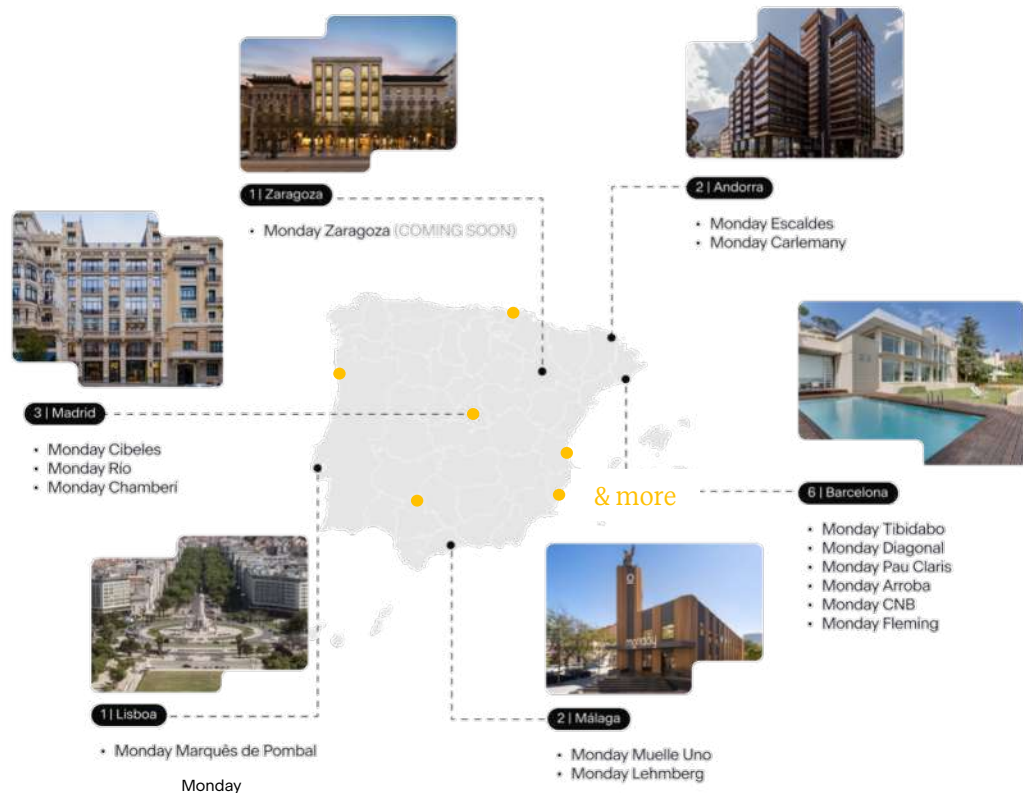 1 | Zaragoza
• Monday Zaragoza (COMING SOON)
2 | Andorra
• Monday Escaldes
• Monday Carlemany
3 | Madrid
• Monday Cibeles
• Monday Río
• Monday Chamberí
& more
6 | Barcelona
• Monday Tibidabo
• Monday Diagonal
• Monday Pau Claris
• Monday Arroba
• Monday CNB
• Monday Fleming
monday
1 | Lisboa
• Monday Marquês de Pombal
2 | Málaga
• Monday Muelle Uno
• Monday Lehmberg
Monday